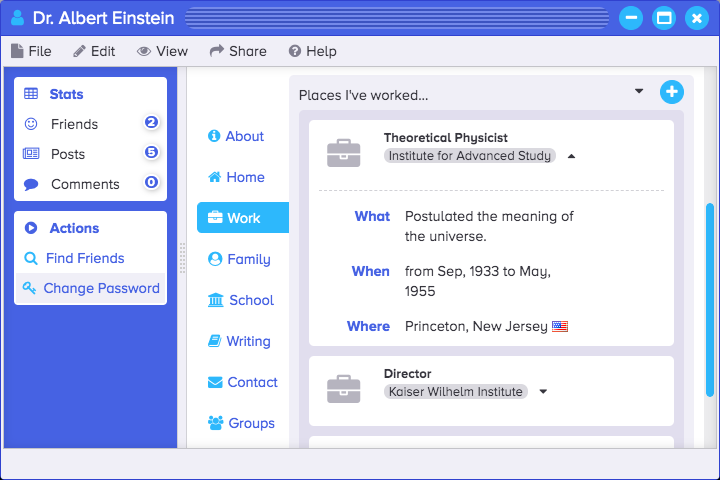 Dr. Albert Einstein
File Edit View Share Help
Stats
Friends 2
Posts 5
Comments 0
Actions
Find Friends
Change Password
About
Home
Work
Family
School
Writing
Contact
Groups
Places I've worked...
Theoretical Physicist
Institute for Advanced Study
What Postulated the meaning of
the universe.
When from Sep, 1933 to May,
1955
Where Princeton, New Jersey
Director
Kaiser Wilhelm Institute